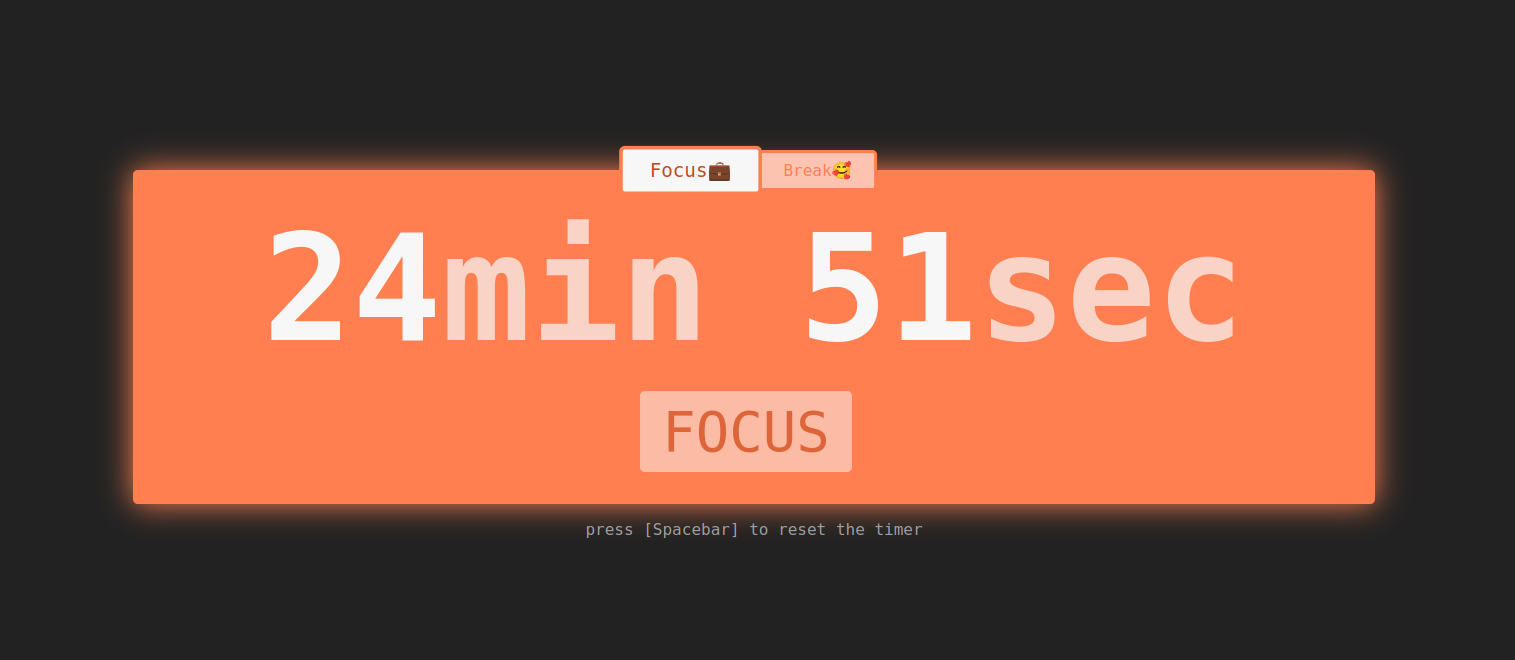 Focus💼 Break🥰
24min 51sec
FOCUS
press [Spacebar] to reset the timer